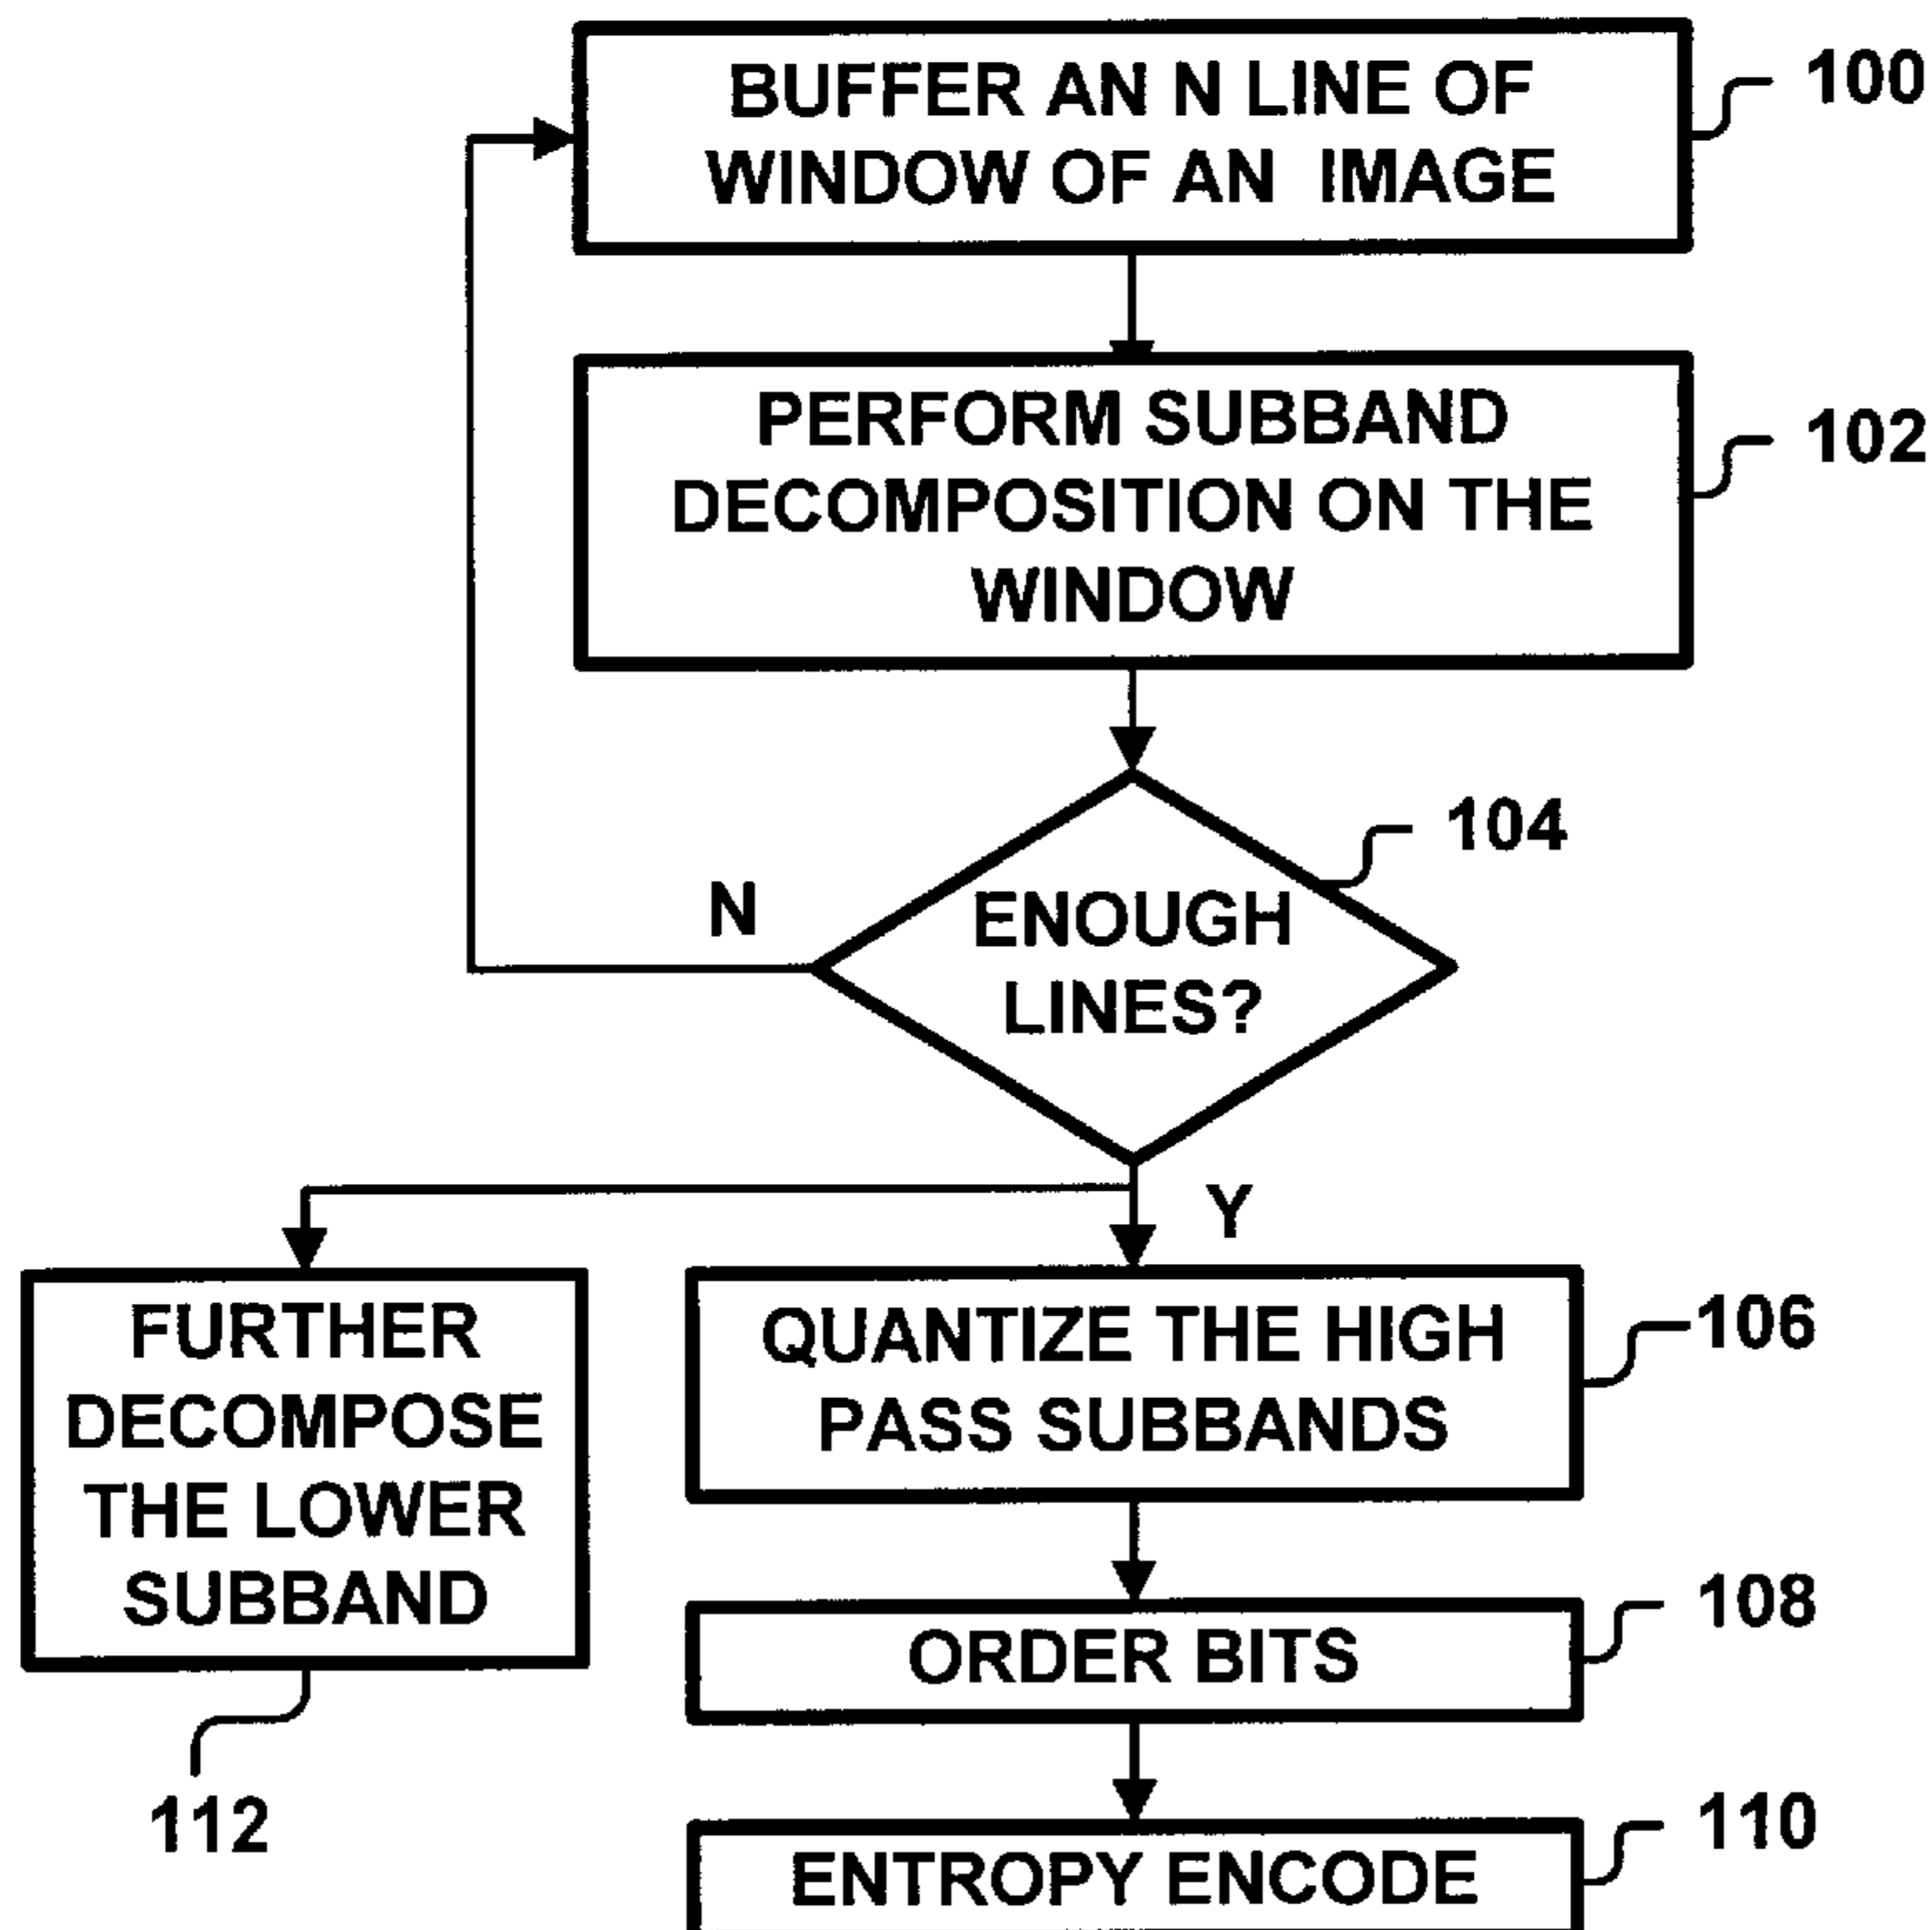 BUFFER AN N LINE OF
WINDOW OF AN IMAGE
100
PERFORM SUBBAND
DECOMPOSITION ON THE
WINDOW
102
104
N
ENOUGH
LINES?
Y
FURTHER
DECOMPOSE
THE LOWER
SUBBAND
112
QUANTIZE THE HIGH
PASS SUBBANDS
106
ORDER BITS
108
ENTROPY ENCODE
110